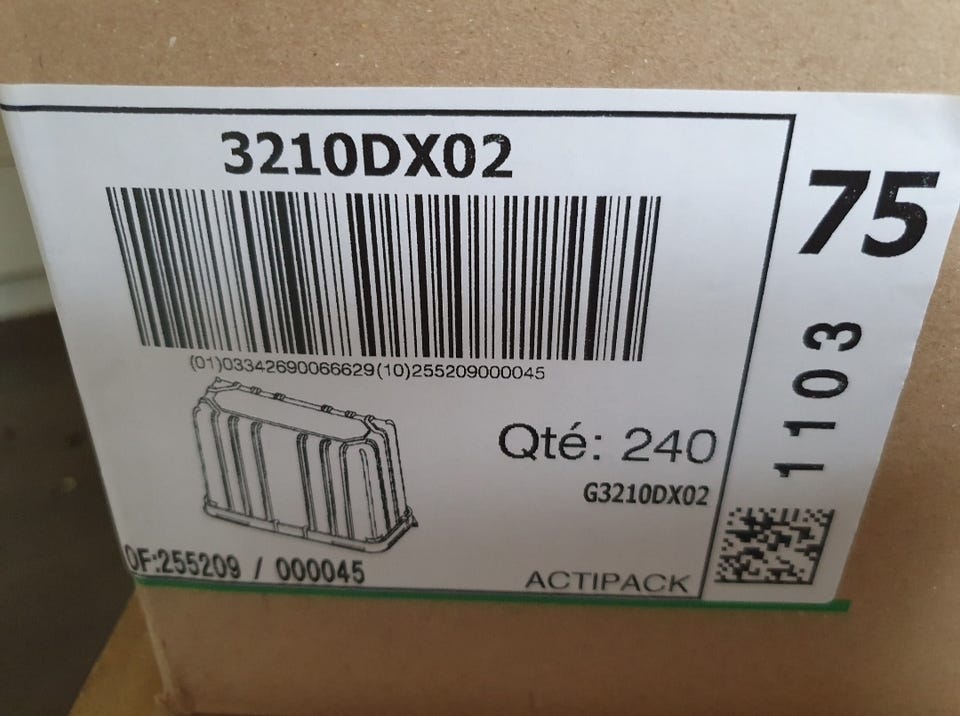 3210DX02
(01)03342690066629(10)255209000045
Qté: 240
G3210DX02
OF:255209 / 000045
ACTIPACK
75
1103